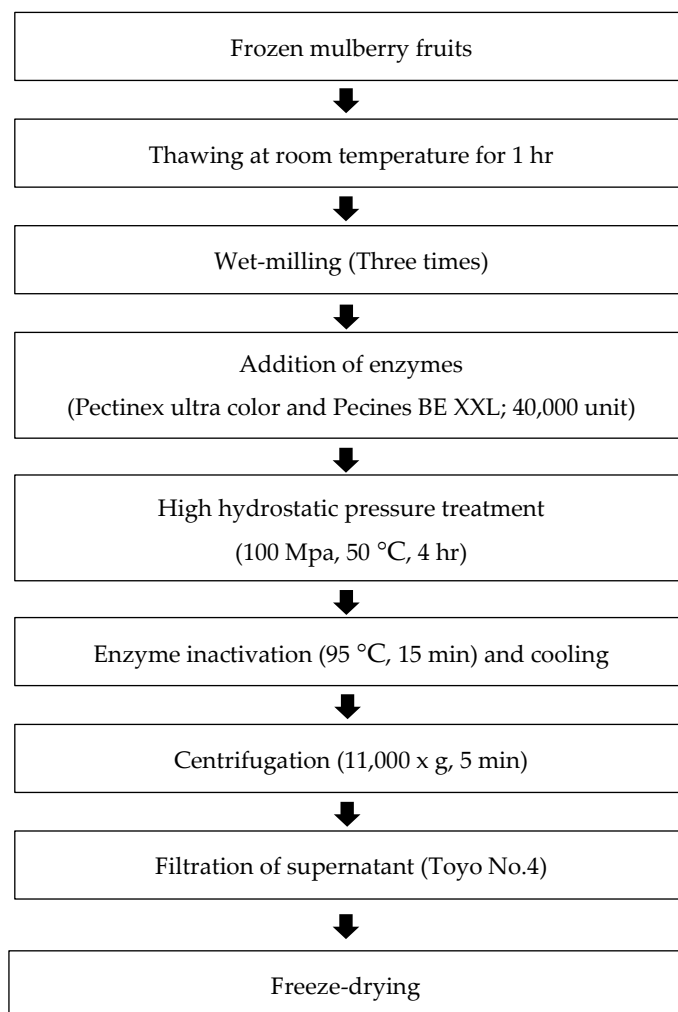 Frozen mulberry fruits
Thawing at room temperature for 1 hr
Wet-milling (Three times)
Addition of enzymes
(Pectinex ultra color and Pecines BE XXL; 40,000 unit)
High hydrostatic pressure treatment
(100 Mpa, 50 °C, 4 hr)
Enzyme inactivation (95 °C, 15 min) and cooling
Centrifugation (11,000 x g, 5 min)
Filtration of supernatant (Toyo No.4)
Freeze-drying